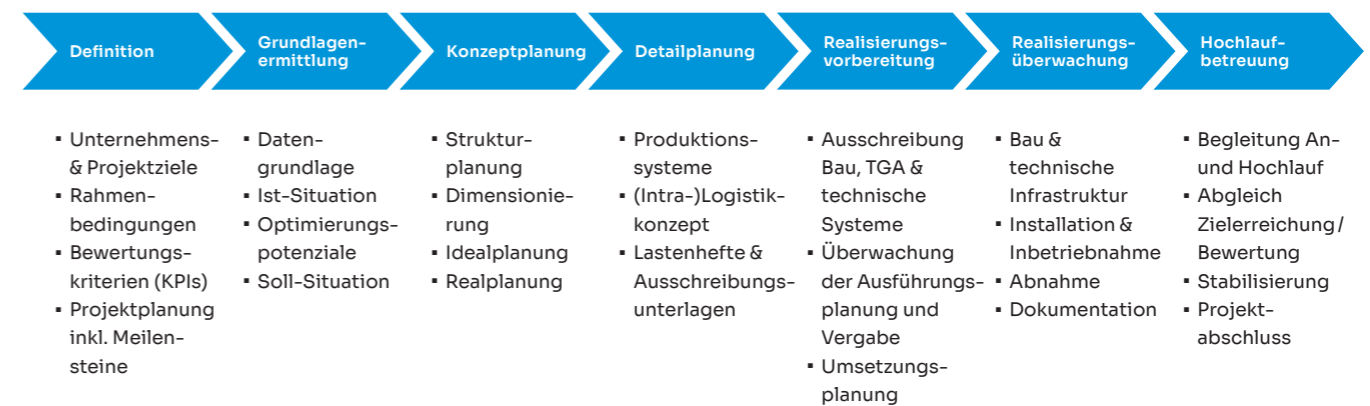 Definition
Grundlagen-
ermittlung
Konzeptplanung
Detailplanung
Realisierungs-
vorbereitung
Realisierungs-
überwachung
Hochlauf-
betreuung
▪ Unternehmens-
& Projektziele
▪ Rahmen-
bedingungen
▪ Bewertungs-
kriterien (KPIs)
▪ Projektplanung
inkl. Meilen-
steine
▪ Daten-
grundlage
▪ Ist-Situation
▪ Optimierungs-
potenziale
▪ Soll-Situation
▪ Struktur-
planung
▪ Dimensionie-
rung
▪ Idealplanung
▪ Realplanung
▪ Produktions-
systeme
▪ (Intra-)Logistik-
konzept
▪ Lastenhefte &
Ausschreibungs-
unterlagen
▪ Ausschreibung
Bau, TGA &
technische
Systeme
▪ Überwachung
der Ausführungs-
planung und
Vergabe
▪ Umsetzungs-
planung
▪ Bau &
technische
Infrastruktur
▪ Installation &
Inbetriebnahme
▪ Abnahme
▪ Dokumentation
▪ Begleitung An-
und Hochlauf
▪ Abgleich
Zielerreichung/
Bewertung
▪ Stabilisierung
▪ Projekt-
abschluss